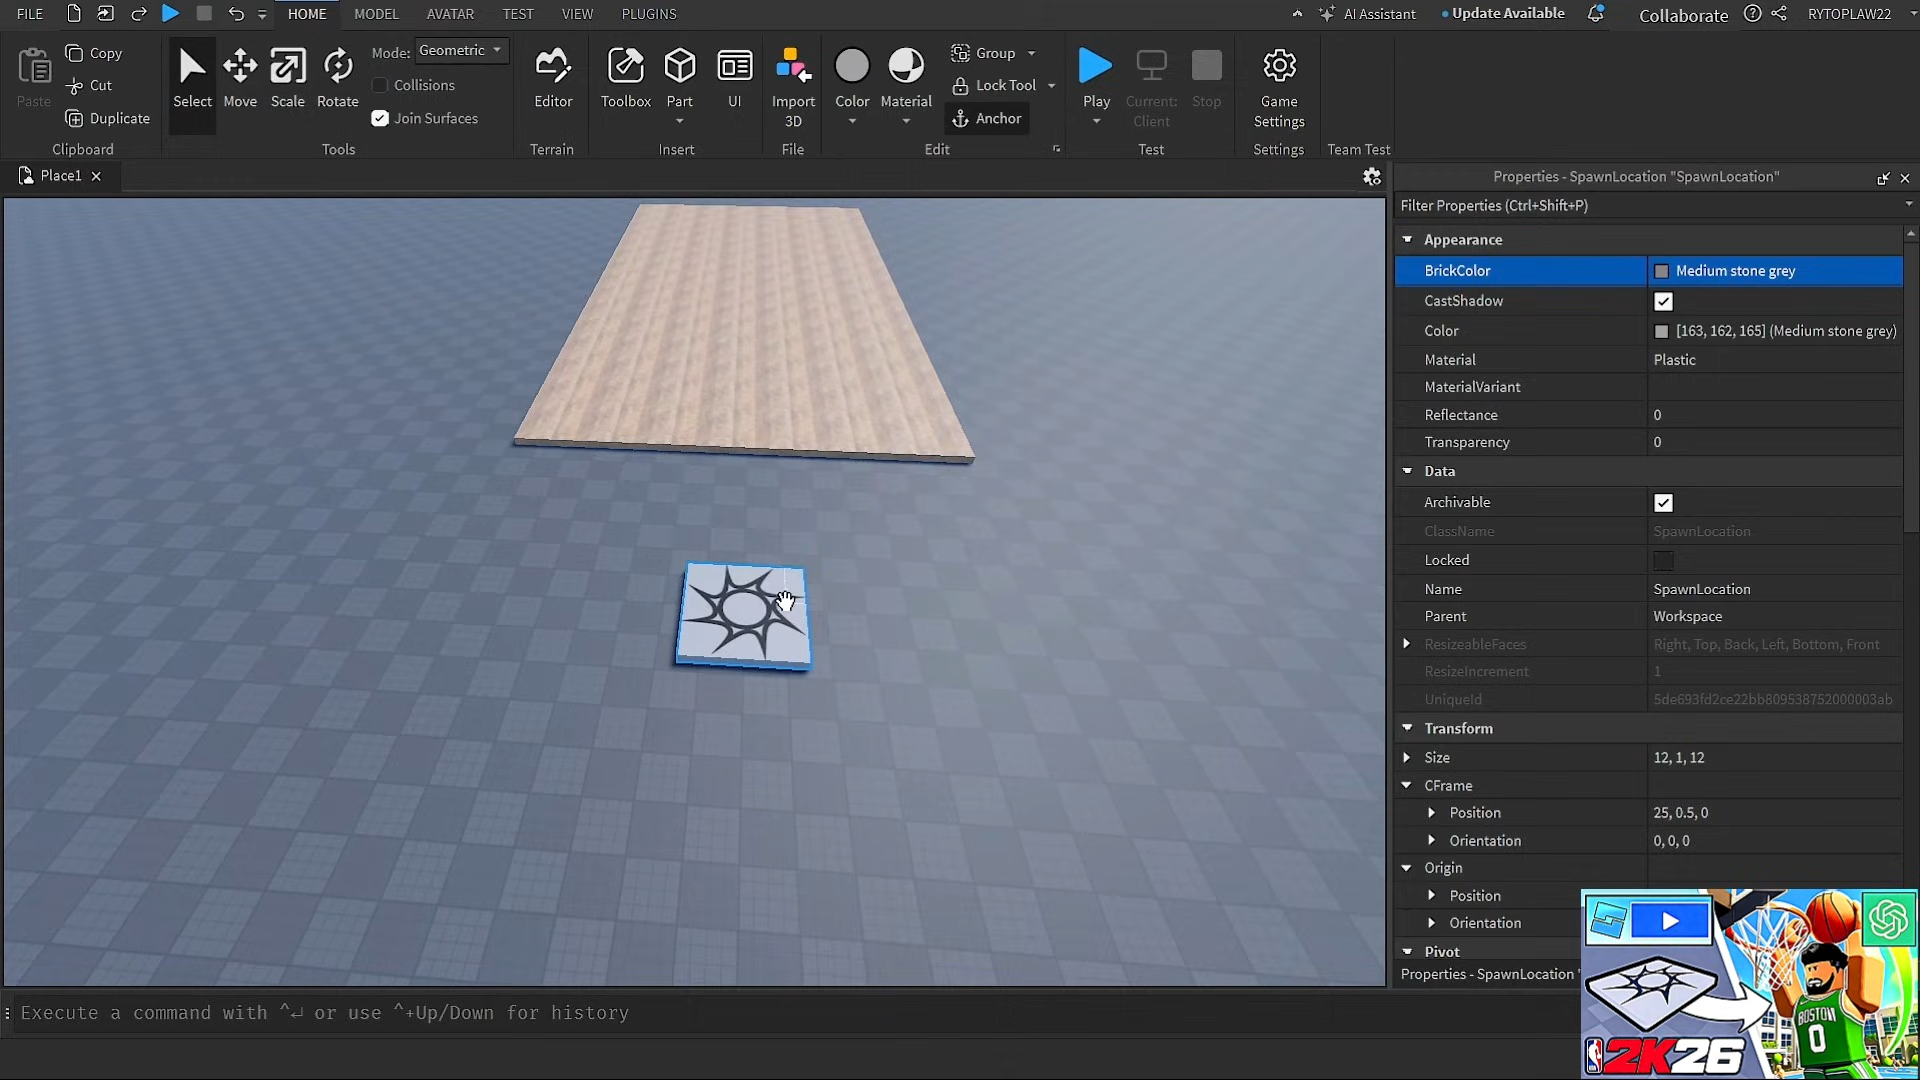 FILE HOME MODEL AVATAR TEST VIEW PLUGINS AI Assistant Update Available Collaborate RYTOPLAW22
Paste Copy Cut Duplicate
Clipboard
Select Move Scale Rotate
Mode: Geometric
Collisions
Join Surfaces
Tools
Editor
Terrain
Toolbox Part UI
Insert
Import
3D
File
Color Material
Group
Lock Tool
Anchor
Edit
Play Current:
Client Stop
Test
Game
Settings
Settings
Team Test
Place1
Properties - SpawnLocation "SpawnLocation"
Filter Properties (Ctrl+Shift+P)
Appearance
BrickColor Medium stone grey
CastShadow
Color [163, 162, 165] (Medium stone grey)
Material Plastic
MaterialVariant
Reflectance 0
Transparency 0
Data
Archivable
ClassName SpawnLocation
Locked
Name SpawnLocation
Parent Workspace
ResizeableFaces Right, Top, Back, Left, Bottom, Front
ResizeIncrement 1
UniqueId 5de693fd2ce22bb809538752000003ab
Transform
Size 12, 1, 12
CFrame
Position 25, 0.5, 0
Orientation 0, 0, 0
Origin
Position
Orientation
Pivot
Properties - SpawnLocation "
Execute a command with ^↵ or use ^+Up/Down for history
BOSTON
0
NBA 2K26